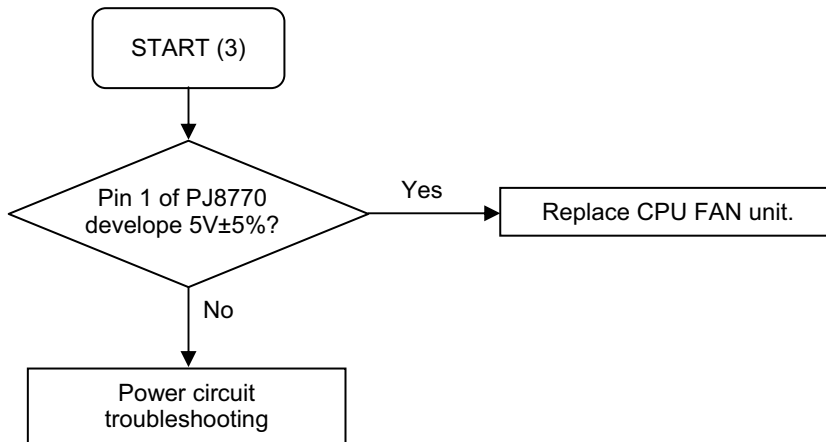 START (3)
Pin 1 of PJ8770
develope 5V±5%?
Yes
Replace CPU FAN unit.
No
Power circuit
troubleshooting